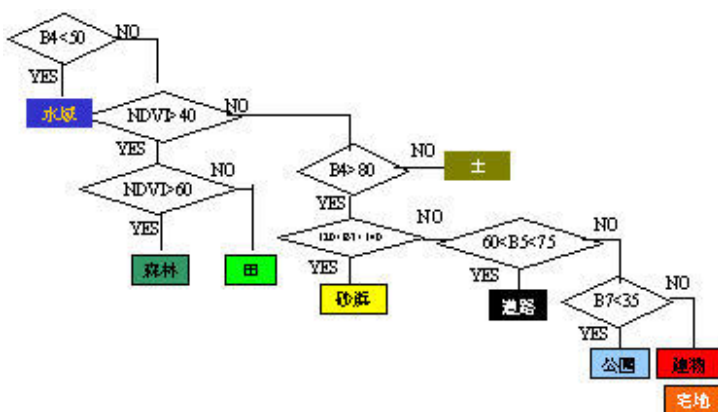 B4<50
NO
YES
水域
NDVI>40
NO
YES
B4>80
NO
土
NDVI>60
NO
YES
YES
NO
60<B5<75
NO
YES
YES
森林
田
砂浜
道路
B7<35
NO
YES
公園
建物
宅地